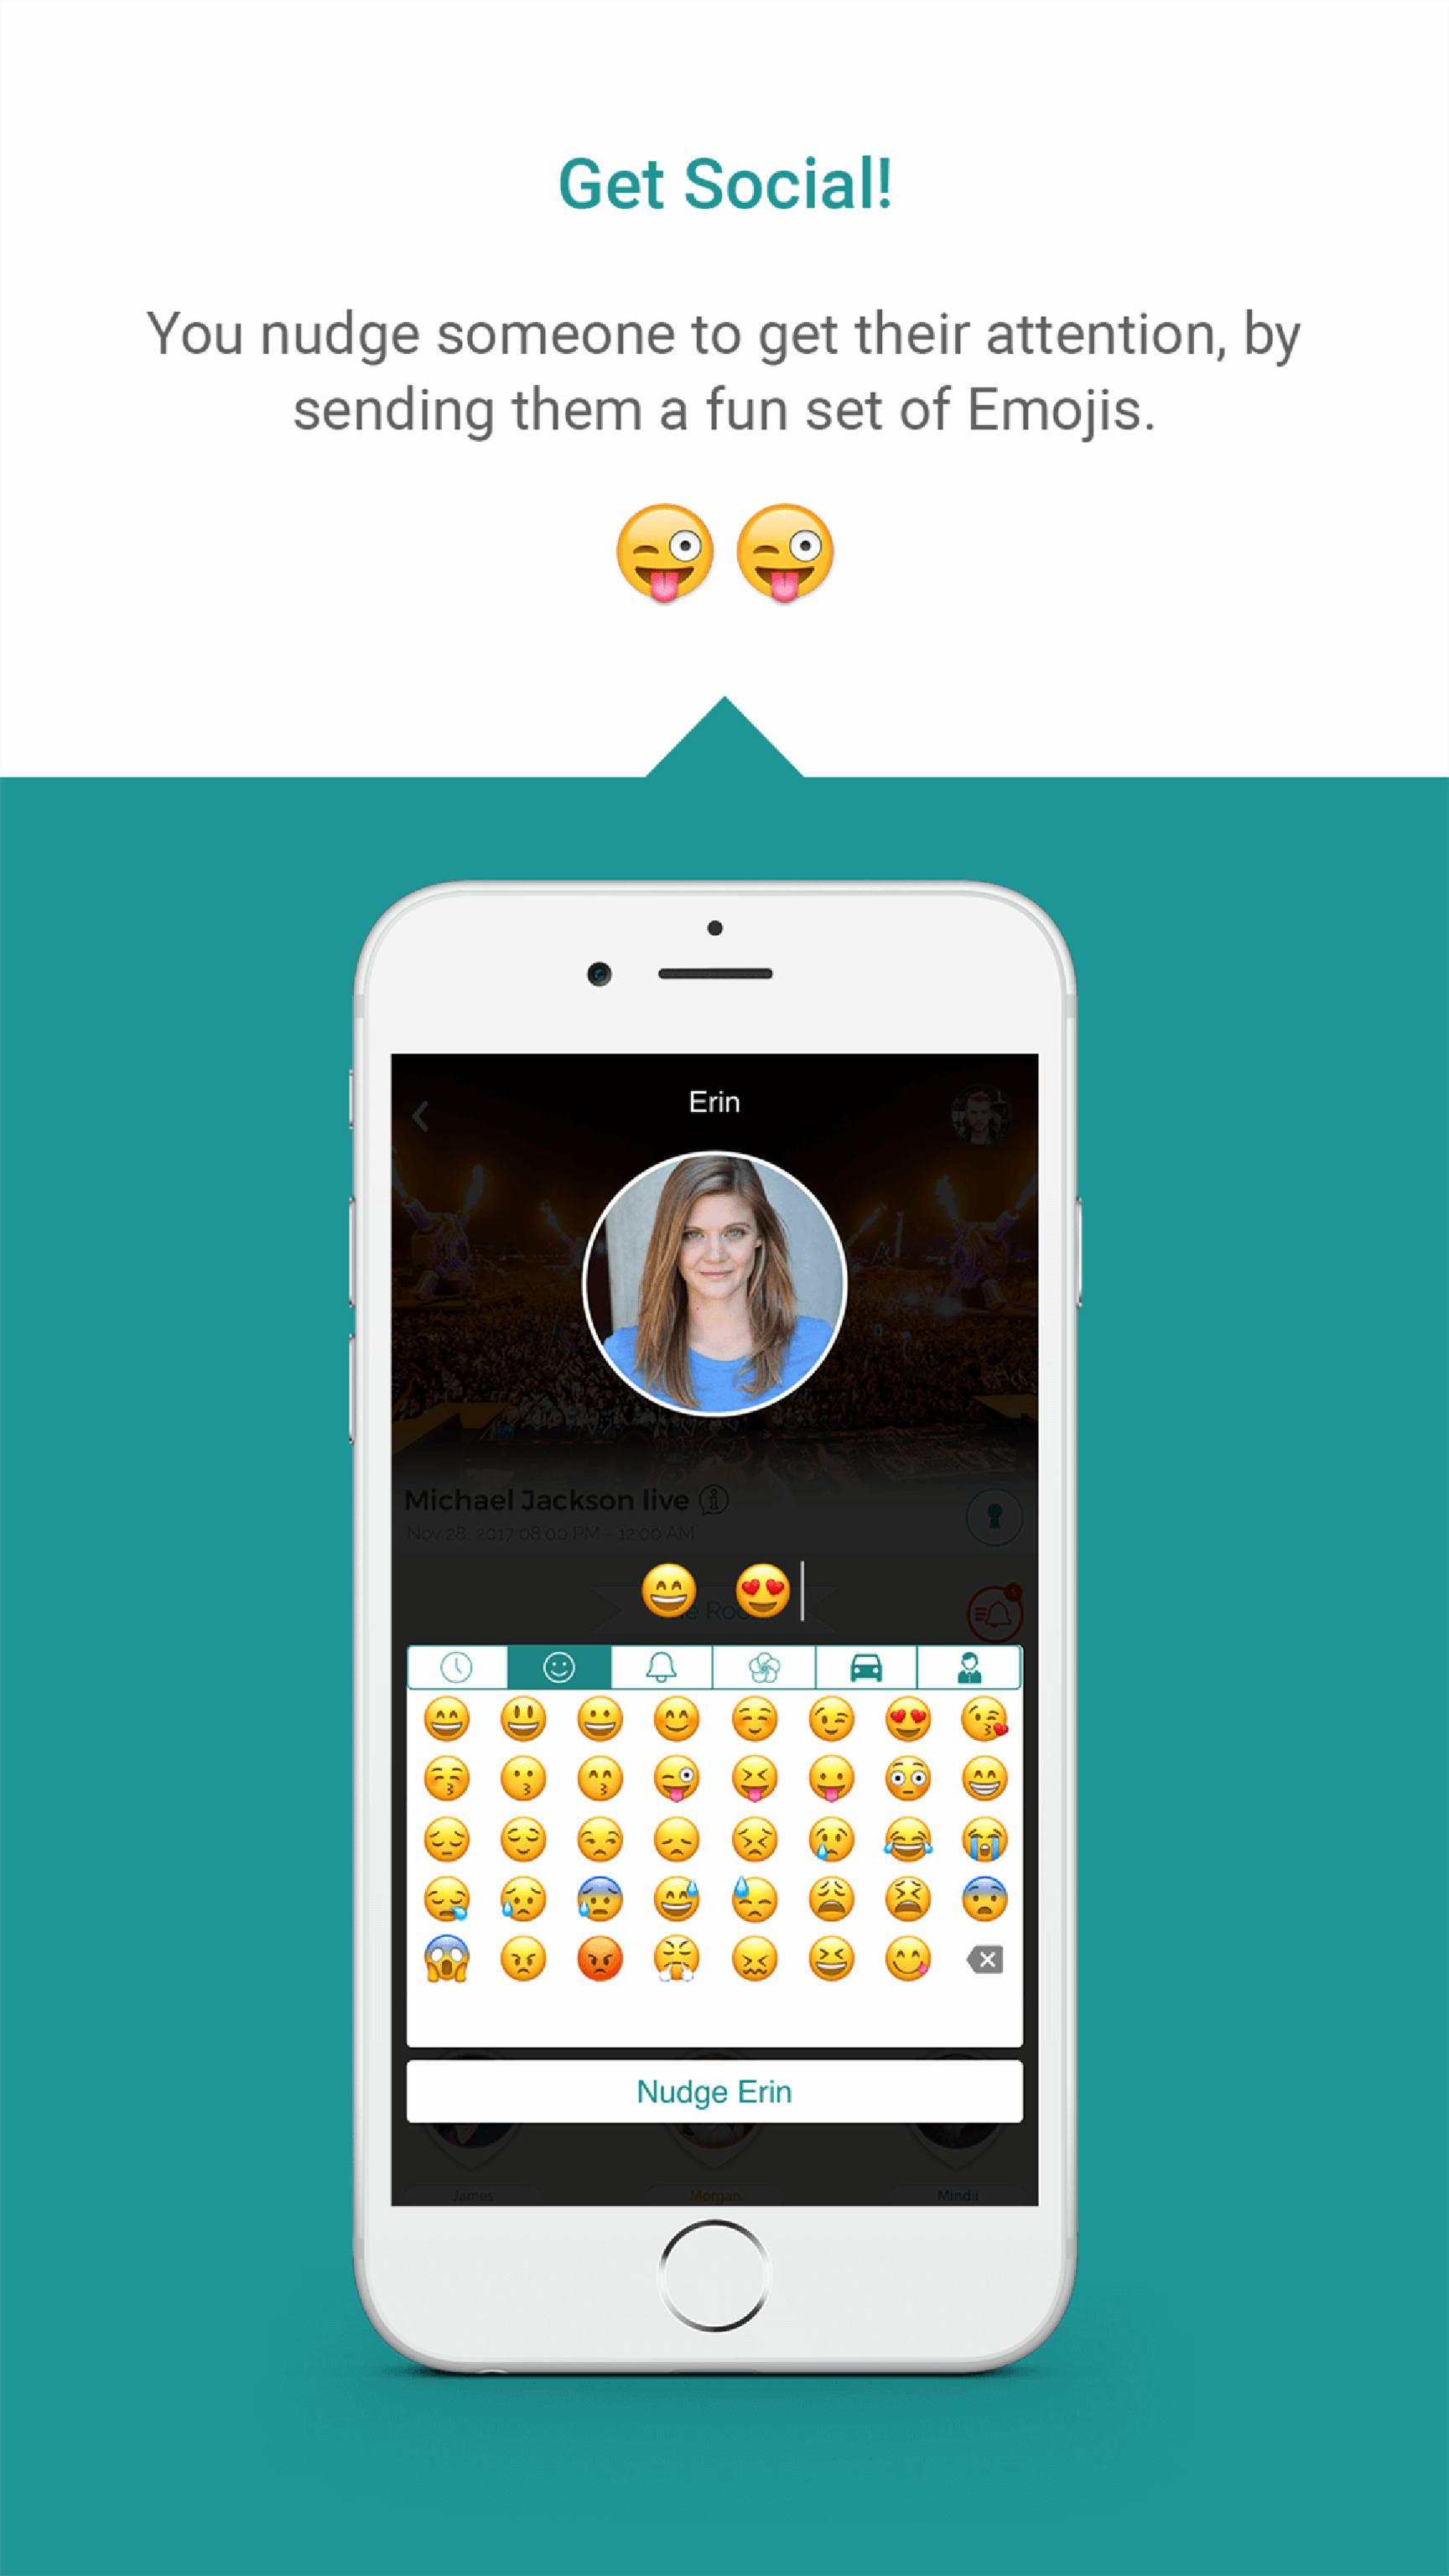 Get Social!
You nudge someone to get their attention, by
sending them a fun set of Emojis.
Erin
Michael Jackson live
Nov 28, 2017 08:00 PM - 12:00 AM
Nudge Erin
James
Morgan
Mindii